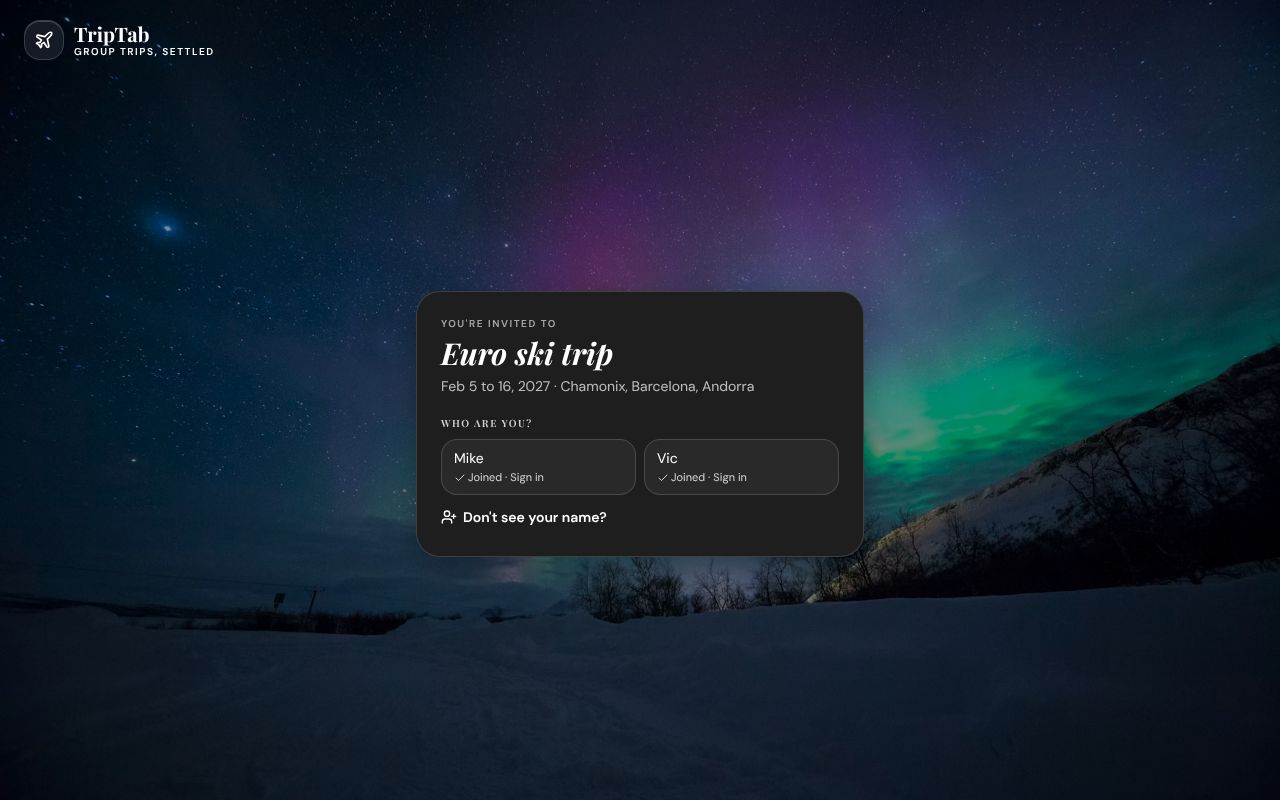 TripTab
GROUP TRIPS, SETTLED
YOU'RE INVITED TO
Euro ski trip
Feb 5 to 16, 2027 · Chamonix, Barcelona, Andorra
WHO ARE YOU?
Mike
Joined · Sign in
Vic
Joined · Sign in
Don't see your name?